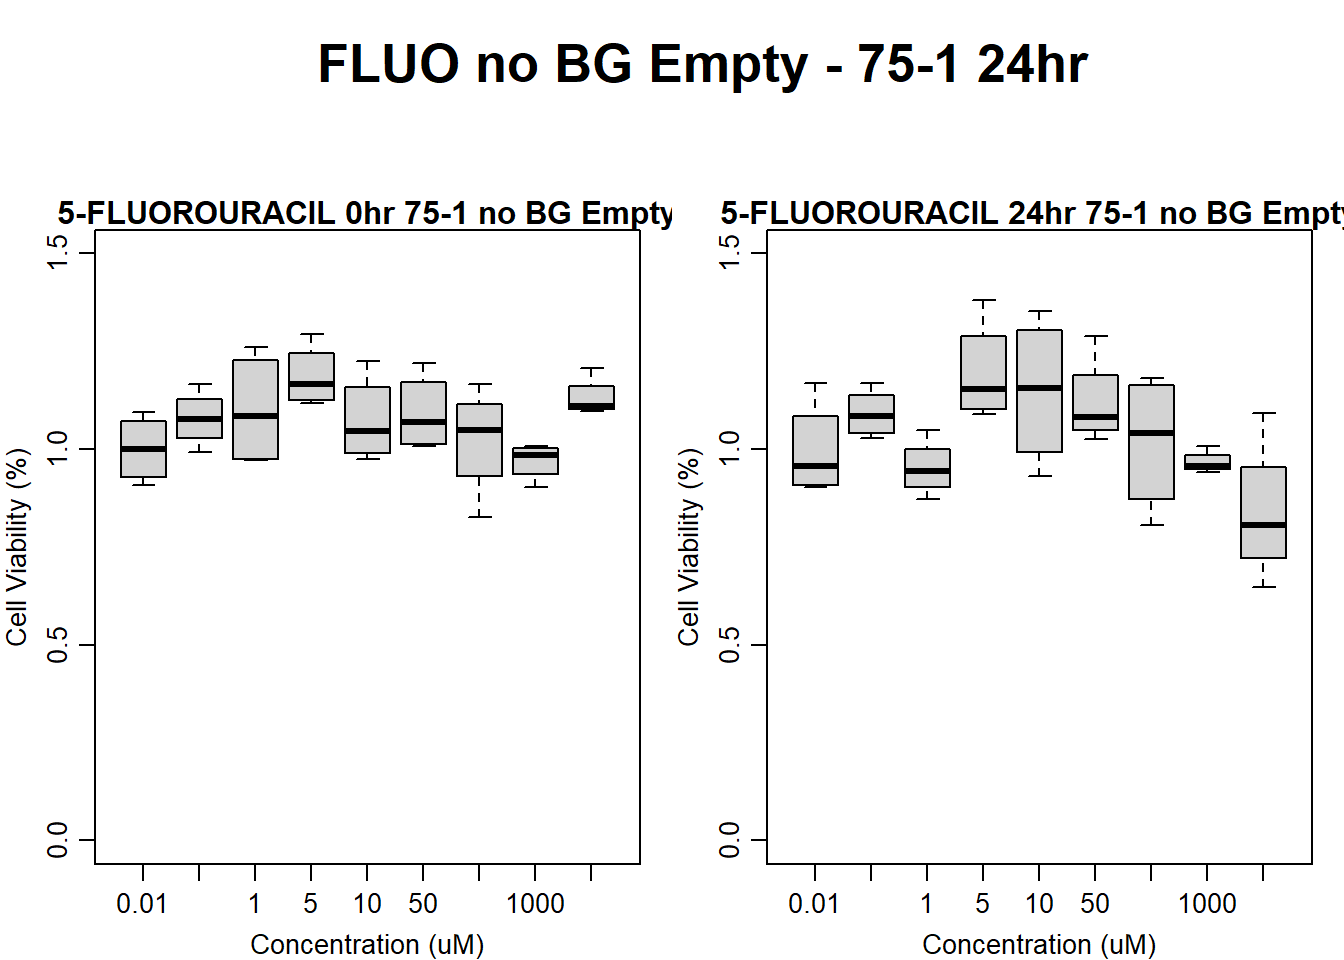 FLUO no BG Empty - 75-1 24hr
5-FLUOROURACIL 0hr 75-1 no BG Empty
Cell Viability (%)
1.5
1.0
0.5
0.0
0.01 1 5 10 50 1000
Concentration (uM)
5-FLUOROURACIL 24hr 75-1 no BG Empty
Cell Viability (%)
1.5
1.0
0.5
0.0
0.01 1 5 10 50 1000
Concentration (uM)